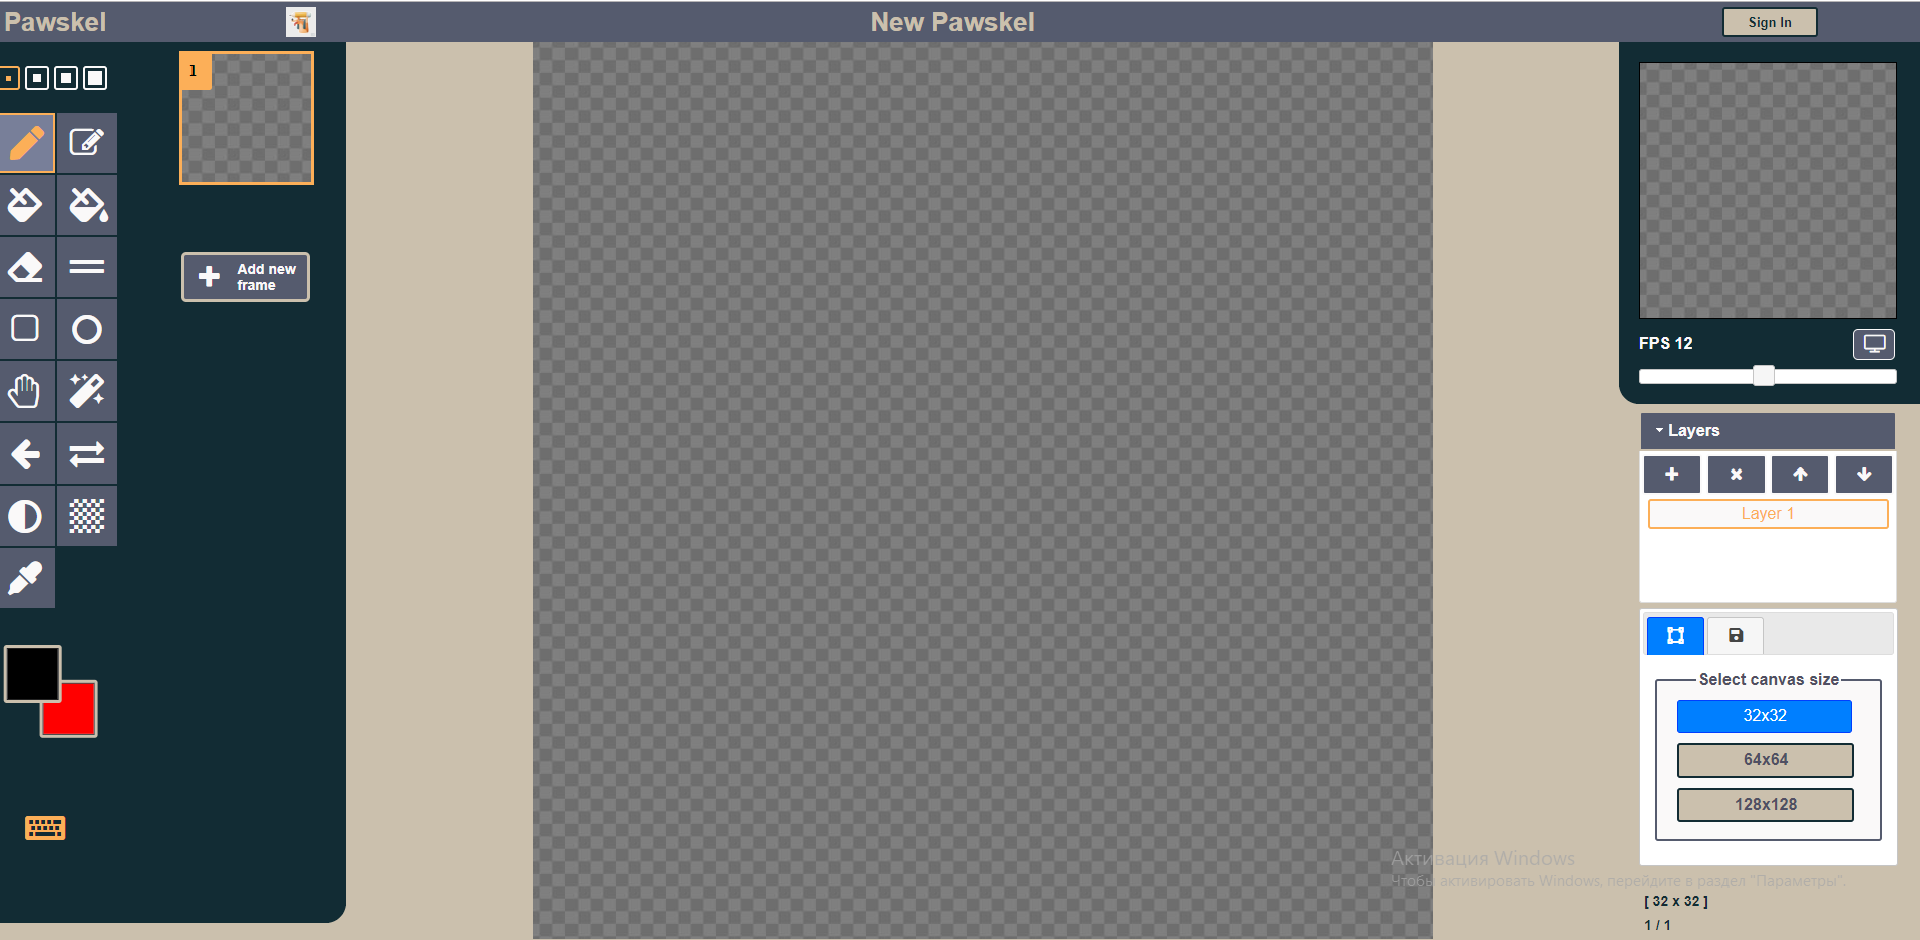 Pawskel
New Pawskel
Sign In
1
Add new
frame
FPS 12
Layers
Layer 1
Select canvas size
32x32
64x64
128x128
Активация Windows
Чтобы активировать Windows, перейдите в раздел "Параметры".
[ 32 x 32 ]
1 / 1